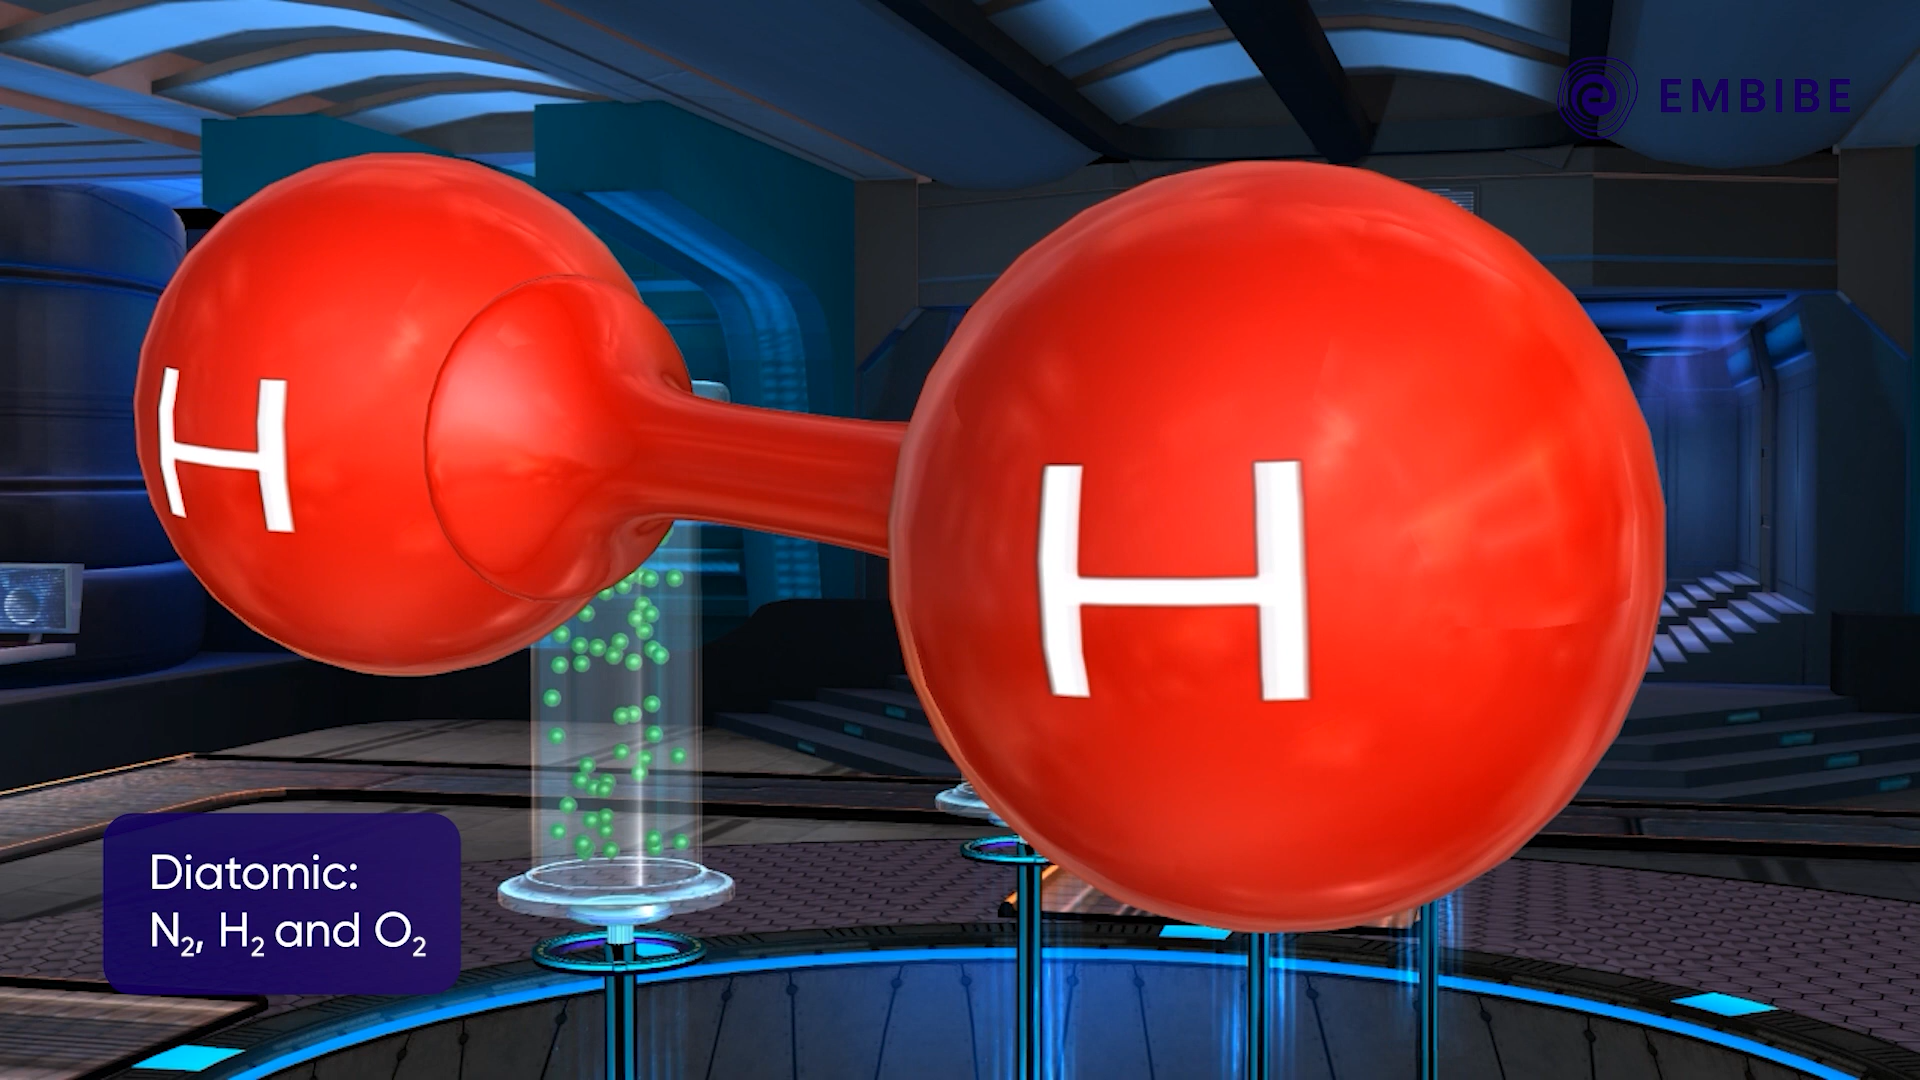 EMBIBE
H
H
Diatomic:
N₂, H₂ and O₂